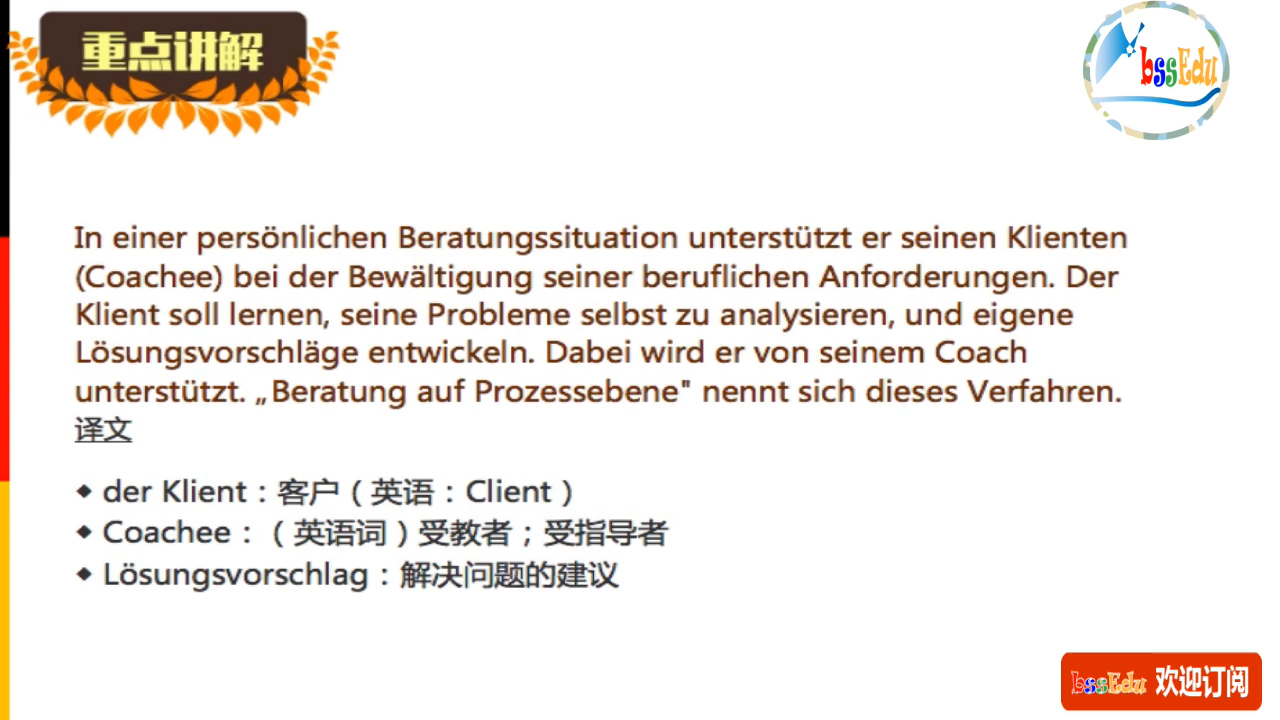 重点讲解
bssEdu
In einer persönlichen Beratungssituation unterstützt er seinen Klienten
(Coachee) bei der Bewältigung seiner beruflichen Anforderungen. Der
Klient soll lernen, seine Probleme selbst zu analysieren, und eigene
Lösungsvorschläge entwickeln. Dabei wird er von seinem Coach
unterstützt. „Beratung auf Prozessebene" nennt sich dieses Verfahren.
译文
◆ der Klient：客户（英语：Client）
◆ Coachee：（英语词）受教者；受指导者
◆ Lösungsvorschlag：解决问题的建议
bssEdu 欢迎订阅